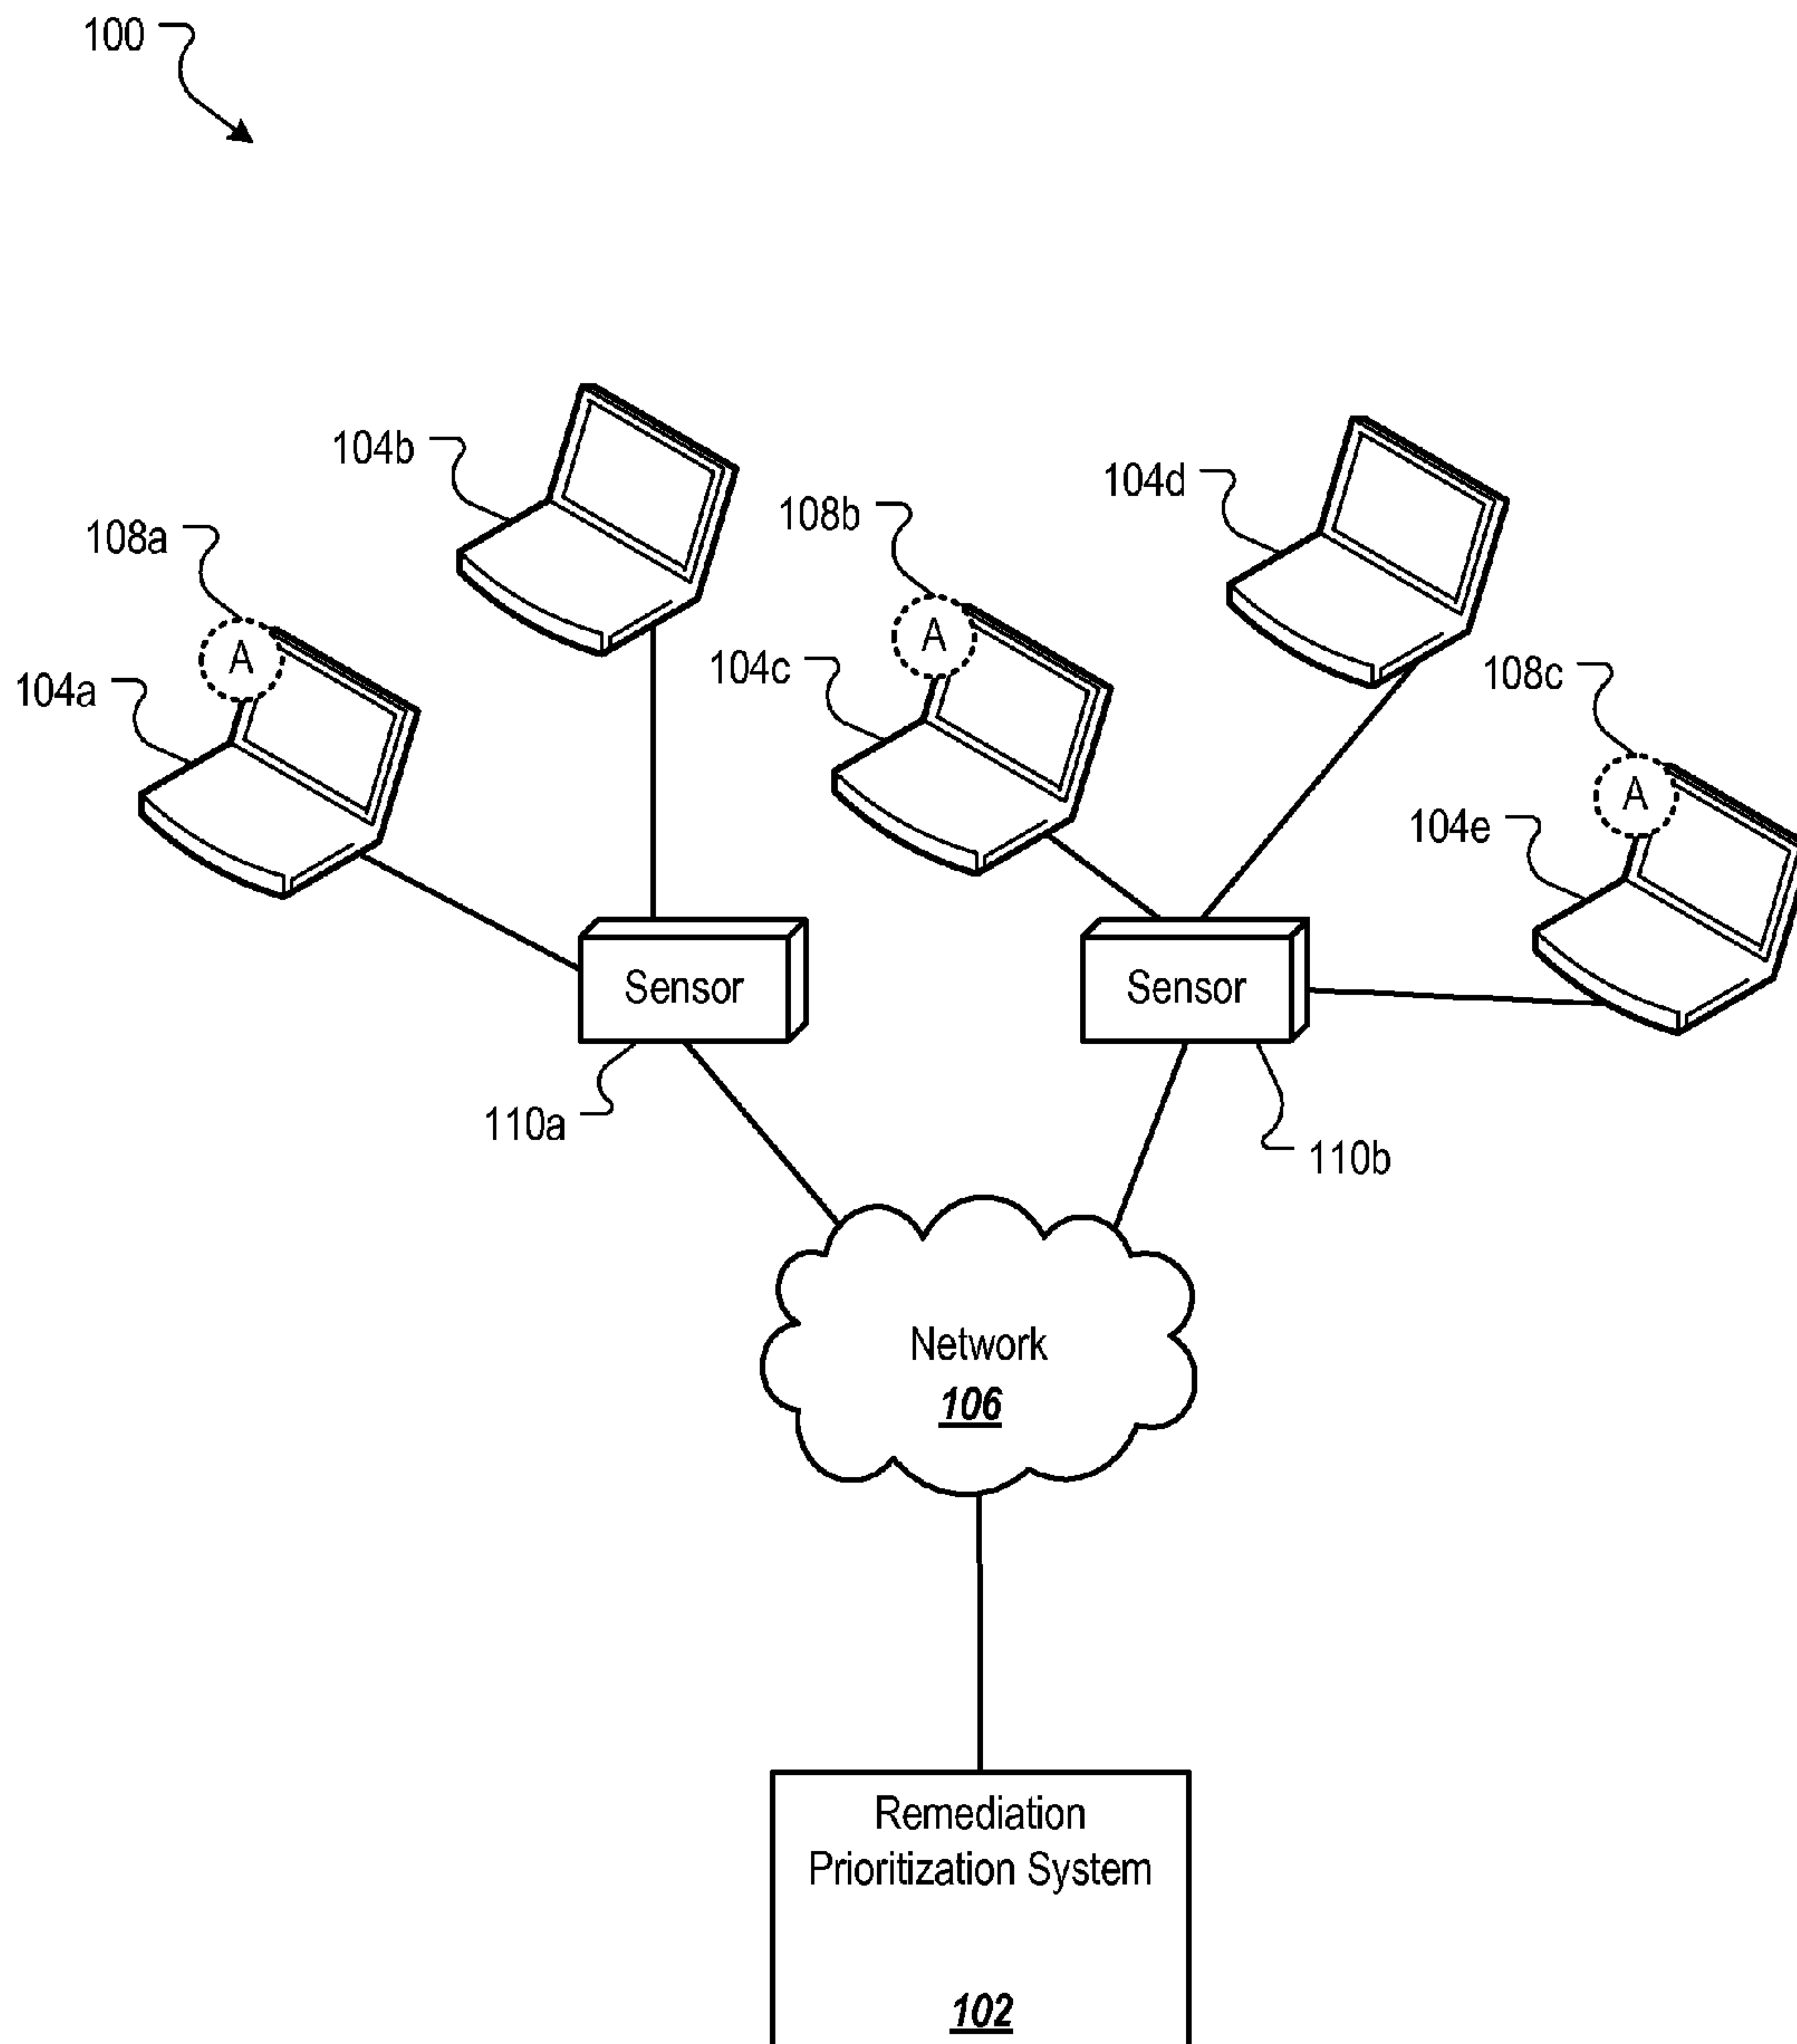 100
104b
104d
108b
108a
A
A
104c
108c
104a
A
104e
Sensor
Sensor
110a
110b
Network
106
Remediation
Prioritization System
102